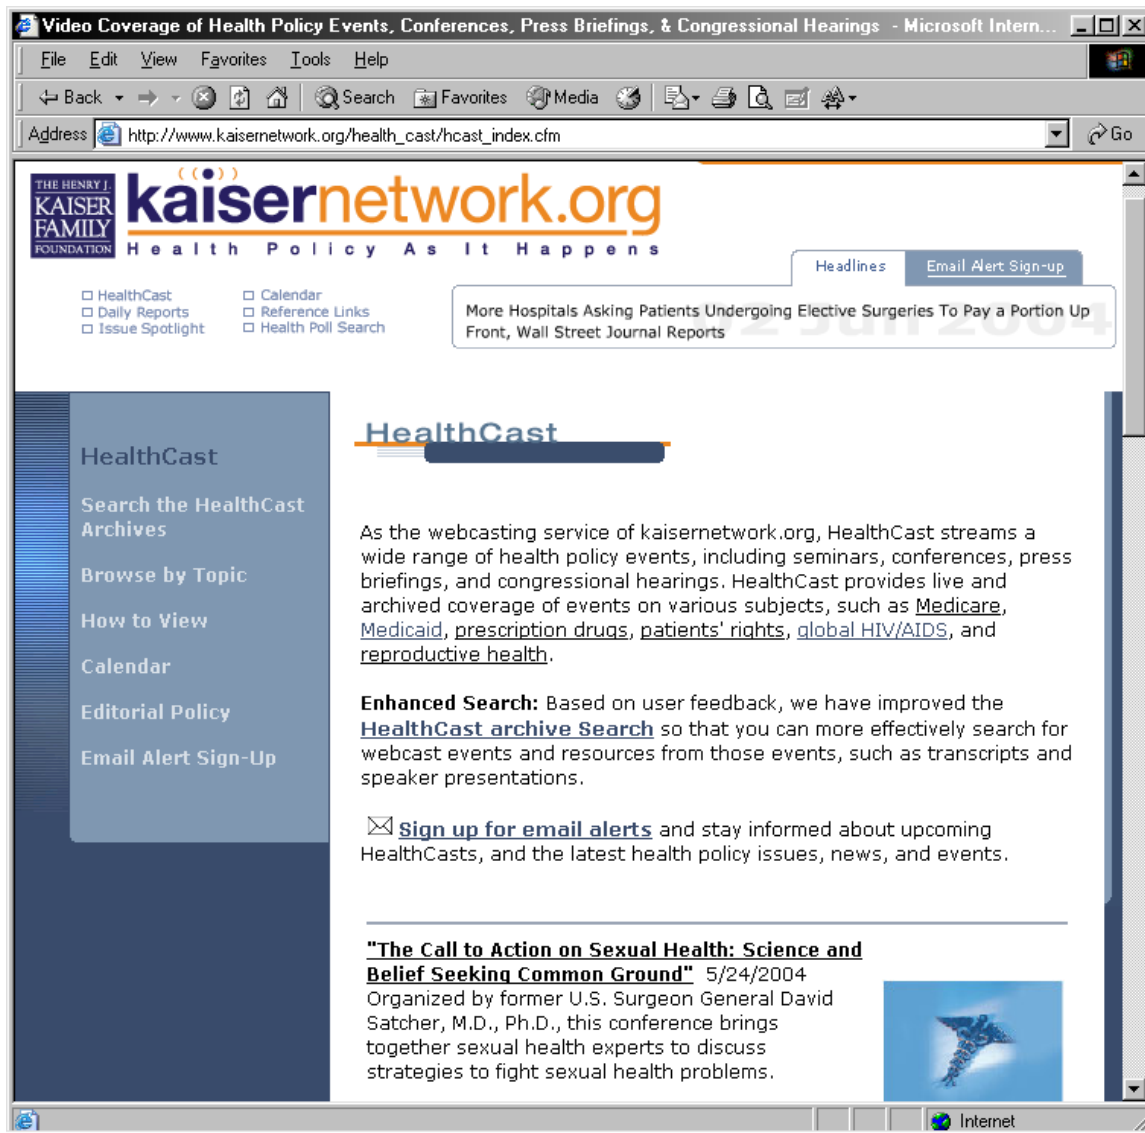 Video Coverage of Health Policy Events, Conferences, Press Briefings, & Congressional Hearings - Microsoft Intern...
File Edit View Favorites Tools Help
Back Search Favorites Media
Address http://www.kaisernetwork.org/health_cast/hcast_index.cfm Go
THE HENRY J.
KAISER
FAMILY
FOUNDATION
kaisernetwork.org
Health Policy As It Happens
Headlines Email Alert Sign-up
HealthCast Calendar
Daily Reports Reference Links
Issue Spotlight Health Poll Search
02 Jun 2004
More Hospitals Asking Patients Undergoing Elective Surgeries To Pay a Portion Up
Front, Wall Street Journal Reports
HealthCast
Search the HealthCast
Archives
Browse by Topic
How to View
Calendar
Editorial Policy
Email Alert Sign-Up
HealthCast
As the webcasting service of kaisernetwork.org, HealthCast streams a
wide range of health policy events, including seminars, conferences, press
briefings, and congressional hearings. HealthCast provides live and
archived coverage of events on various subjects, such as Medicare,
Medicaid, prescription drugs, patients' rights, global HIV/AIDS, and
reproductive health.
Enhanced Search: Based on user feedback, we have improved the
HealthCast archive Search so that you can more effectively search for
webcast events and resources from those events, such as transcripts and
speaker presentations.
Sign up for email alerts and stay informed about upcoming
HealthCasts, and the latest health policy issues, news, and events.
"The Call to Action on Sexual Health: Science and
Belief Seeking Common Ground" 5/24/2004
Organized by former U.S. Surgeon General David
Satcher, M.D., Ph.D., this conference brings
together sexual health experts to discuss
strategies to fight sexual health problems.
Internet